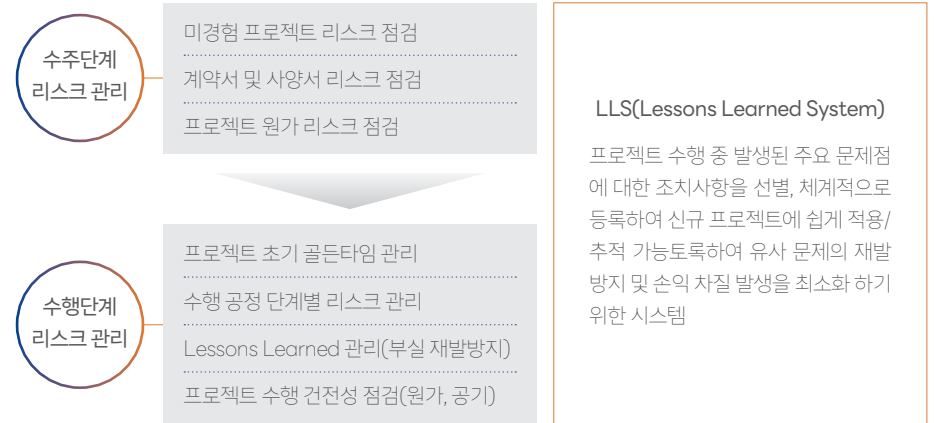 수주단계
리스크 관리
미경험 프로젝트 리스크 점검
계약서 및 사양서 리스크 점검
프로젝트 원가 리스크 점검
수행단계
리스크 관리
프로젝트 초기 골든타임 관리
수행 공정 단계별 리스크 관리
Lessons Learned 관리(부실 재발방지)
프로젝트 수행 건전성 점검(원가, 공기)
LLS(Lessons Learned System)
프로젝트 수행 중 발생된 주요 문제점
에 대한 조치사항을 선별, 체계적으로
등록하여 신규 프로젝트에 쉽게 적용/
추적 가능토록하여 유사 문제의 재발
방지 및 손익 차질 발생을 최소화 하기
위한 시스템